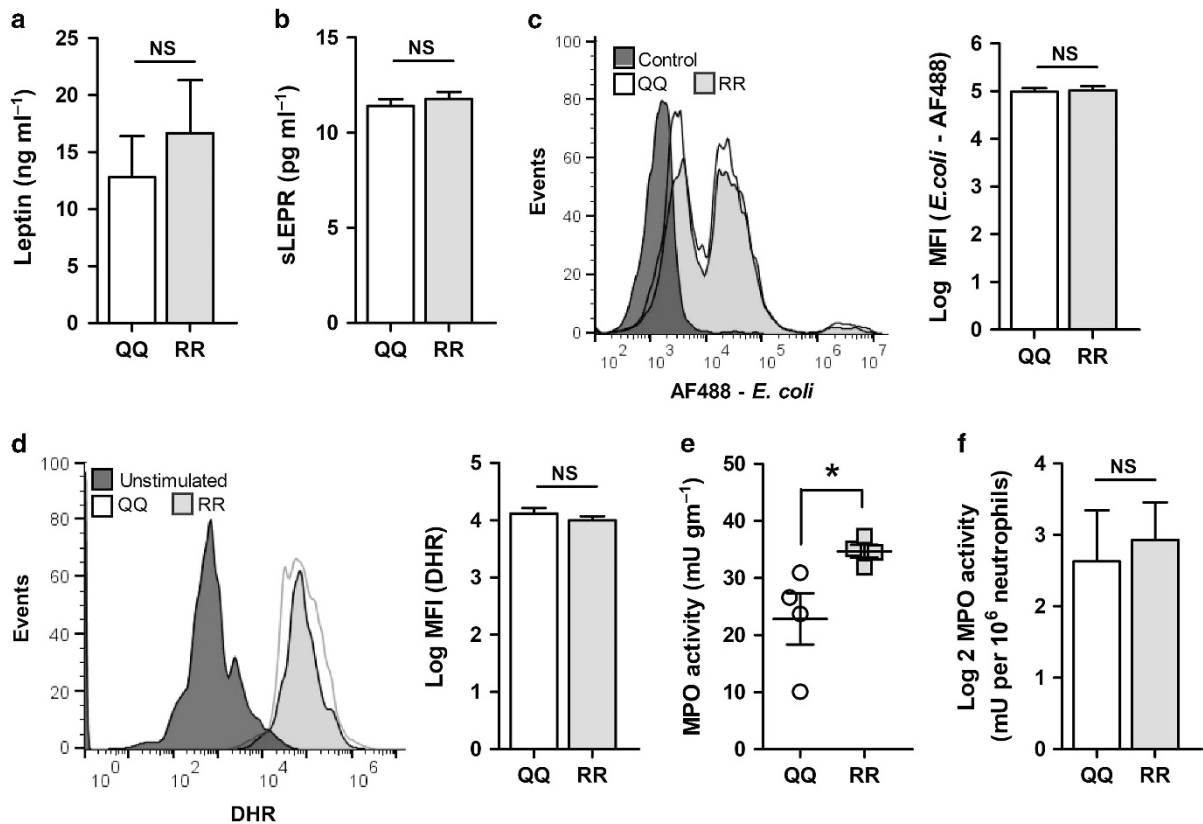 a
NS
Leptin (ng ml⁻¹)
25
20
15
10
5
0
QQ RR
b
NS
sLEPR (pg ml⁻¹)
15
10
5
0
QQ RR
c
Control
QQ RR
Events
100
80
60
40
20
0
10² 10³ 10⁴ 10⁵ 10⁶ 10⁷
AF488 - E. coli
NS
Log MFI (E.coli - AF488)
6
5
4
3
2
1
0
QQ RR
d
Unstimulated
QQ RR
Events
100
80
60
40
20
0
10⁰ 10² 10⁴ 10⁶
DHR
NS
Log MFI (DHR)
5
4
3
2
1
0
QQ RR
e
*
MPO activity (mU gm⁻¹)
50
40
30
20
10
0
QQ RR
f
NS
Log 2 MPO activity
(mU per 10⁶ neutrophils)
4
3
2
1
0
QQ RR